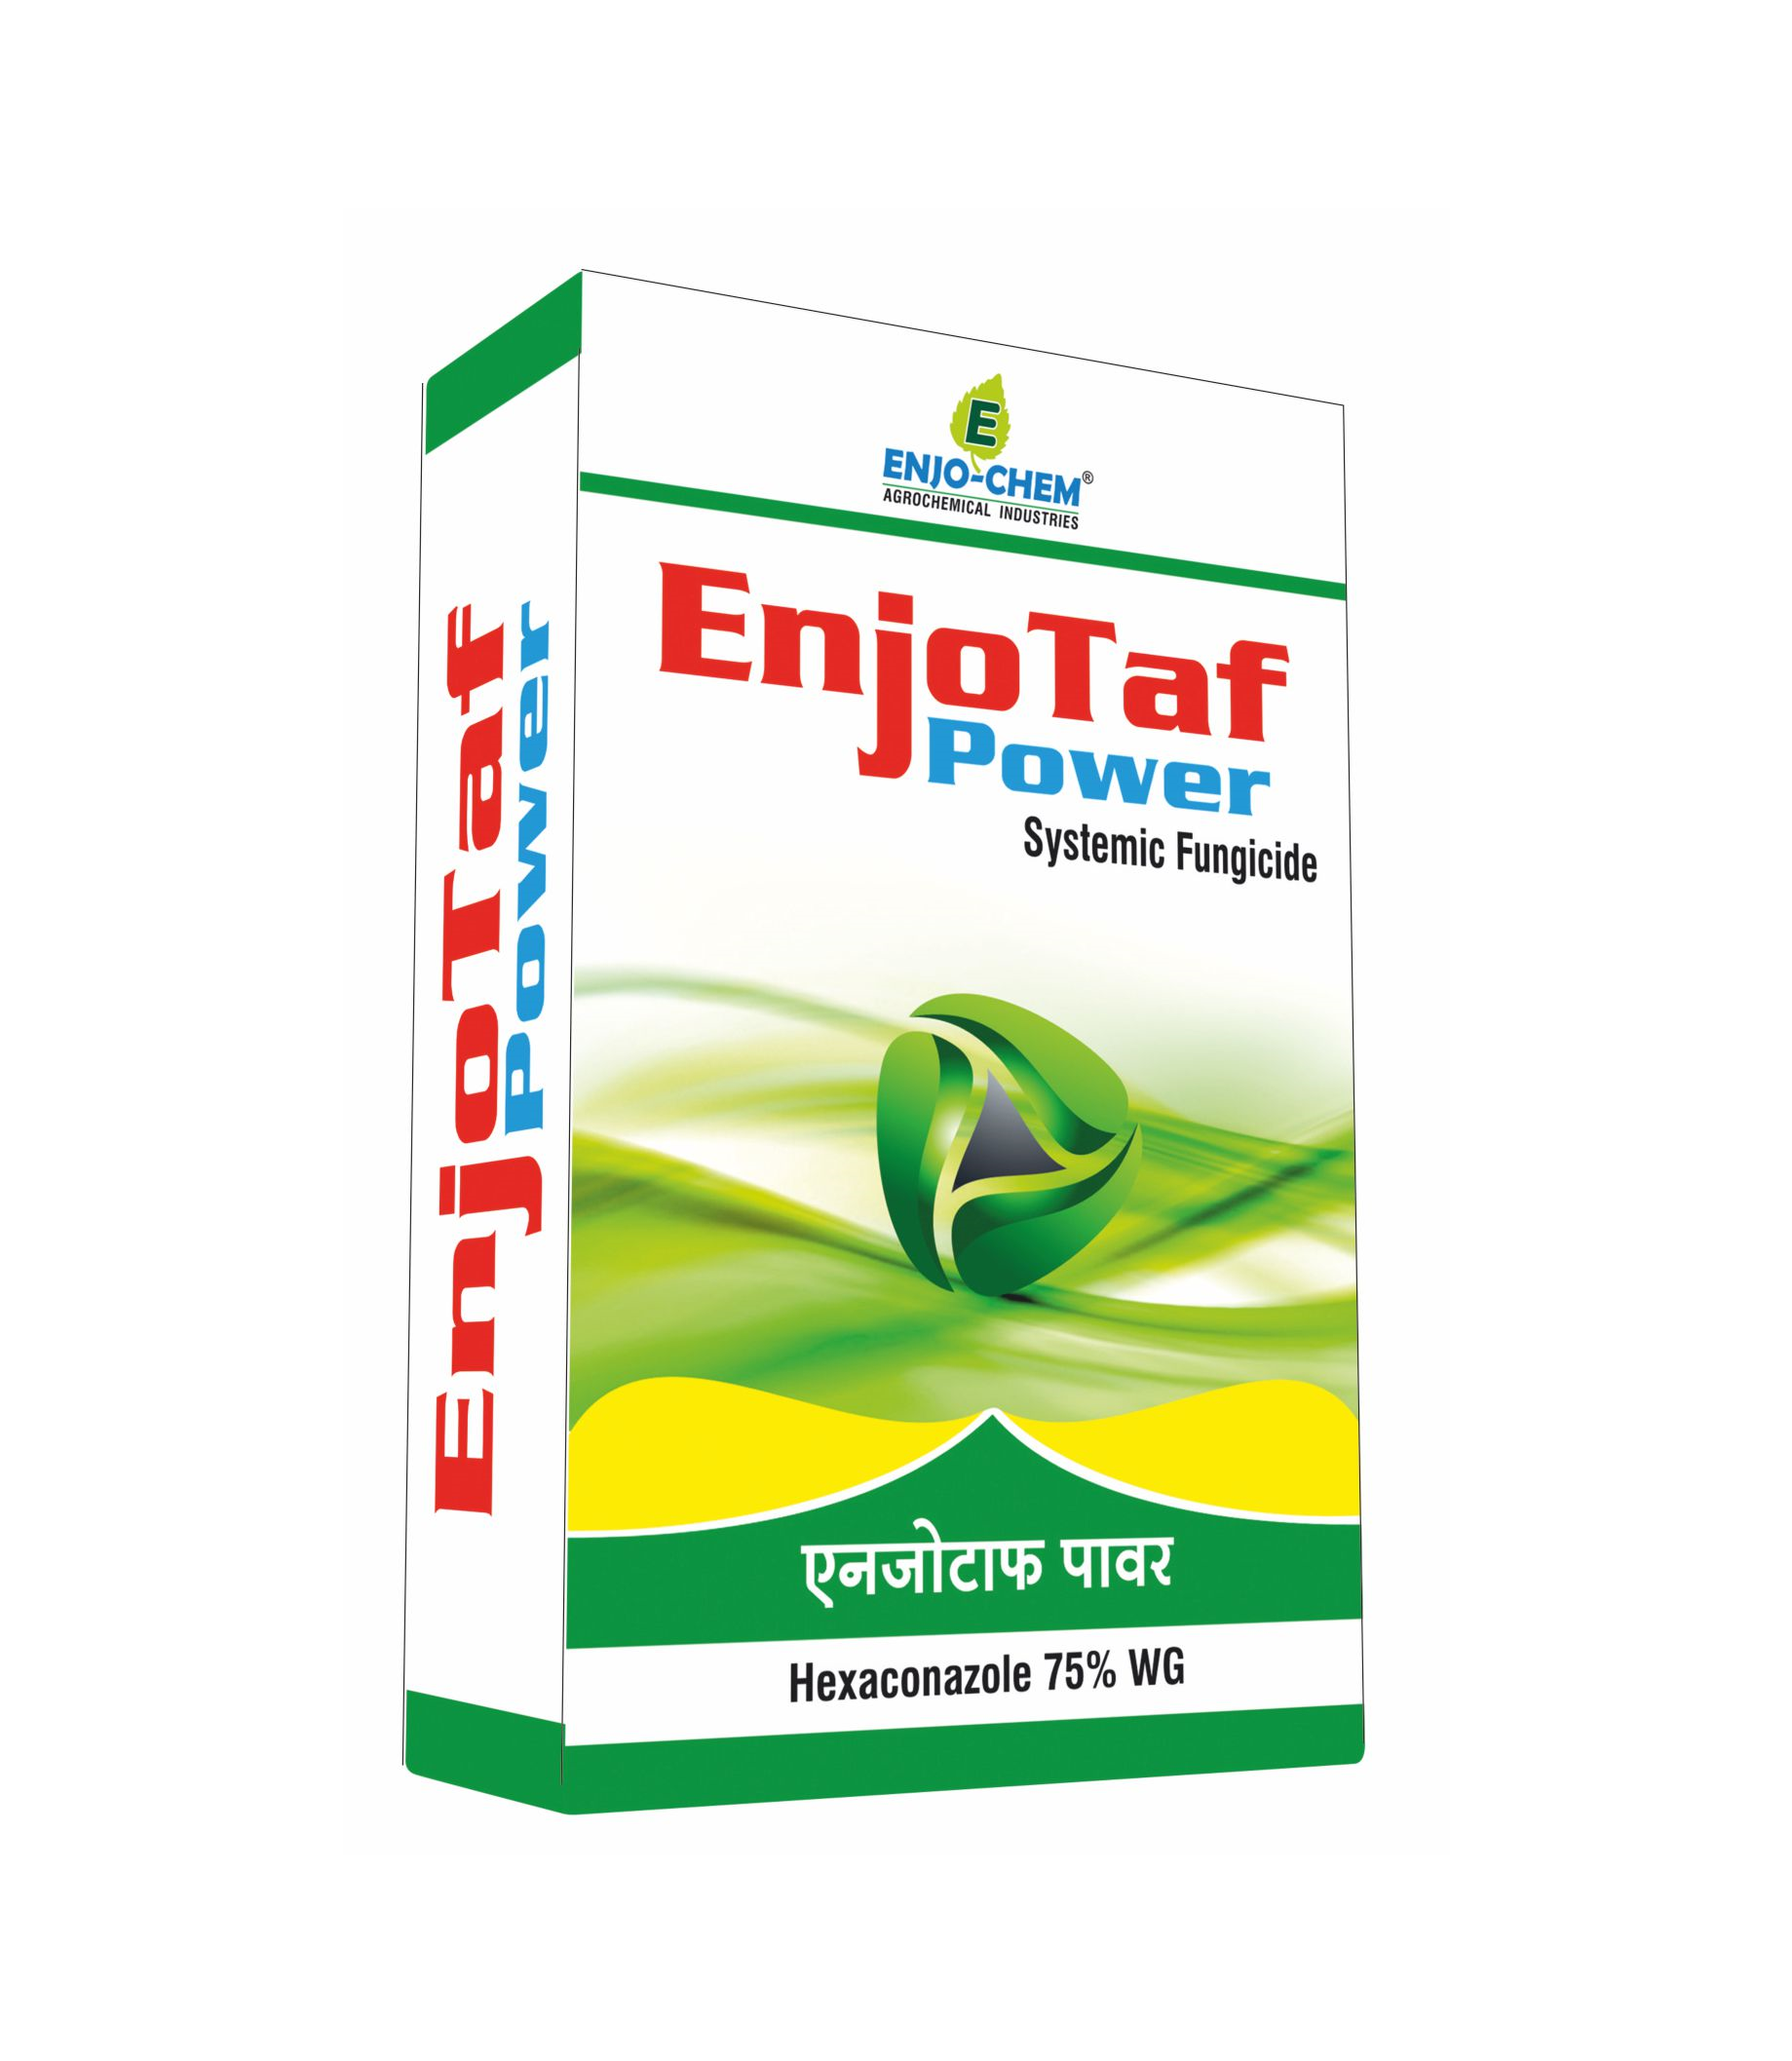 E
ENJO-CHEM®
AGROCHEMICAL INDUSTRIES
EnjoTaf
Power
Systemic Fungicide
एनजोटाफ पावर
Hexaconazole 75% WG
EnjoTaf
Power